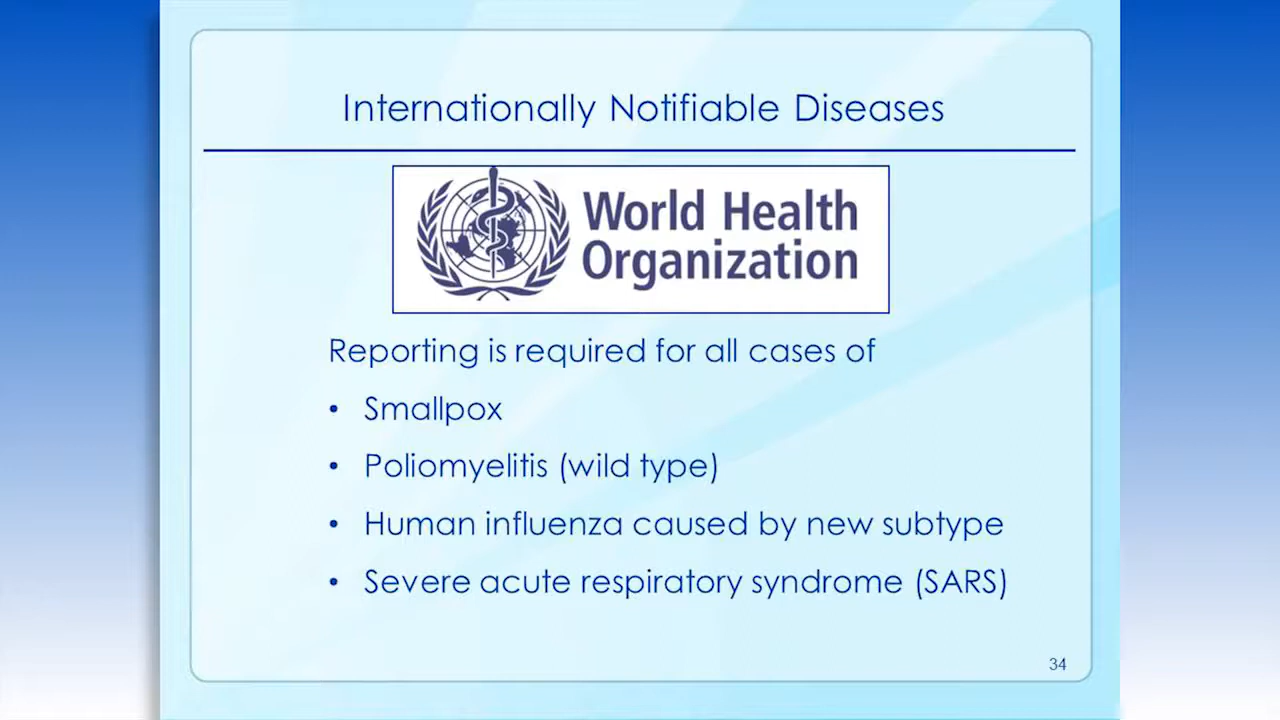 Internationally Notifiable Diseases
World Health
Organization
Reporting is required for all cases of
• Smallpox
• Poliomyelitis (wild type)
• Human influenza caused by new subtype
• Severe acute respiratory syndrome (SARS)
34